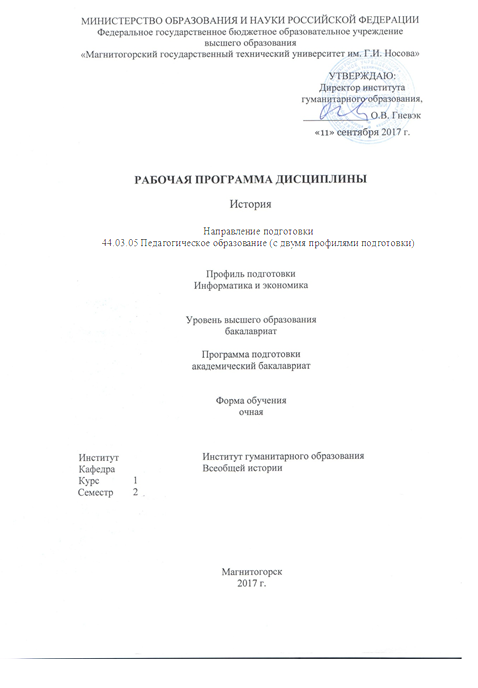 МИНИСТЕРСТВО ОБРАЗОВАНИЯ И НАУКИ РОССИЙСКОЙ ФЕДЕРАЦИИ
Федеральное государственное бюджетное образовательное учреждение
высшего образования
«Магнитогорский государственный технический университет им. Г.И. Носова»
УТВЕРЖДАЮ:
Директор института
гуманитарного образования,
О.В. Гневэк
«11» сентября 2017 г.
РАБОЧАЯ ПРОГРАММА ДИСЦИПЛИНЫ
История
Направление подготовки
44.03.05 Педагогическое образование (с двумя профилями подготовки)
Профиль подготовки
Информатика и экономика
Уровень высшего образования
бакалавриат
Программа подготовки
академический бакалавриат
Форма обучения
очная
Институт Институт гуманитарного образования
Кафедра Всеобщей истории
Курс 1
Семестр 2
Магнитогорск
2017 г.